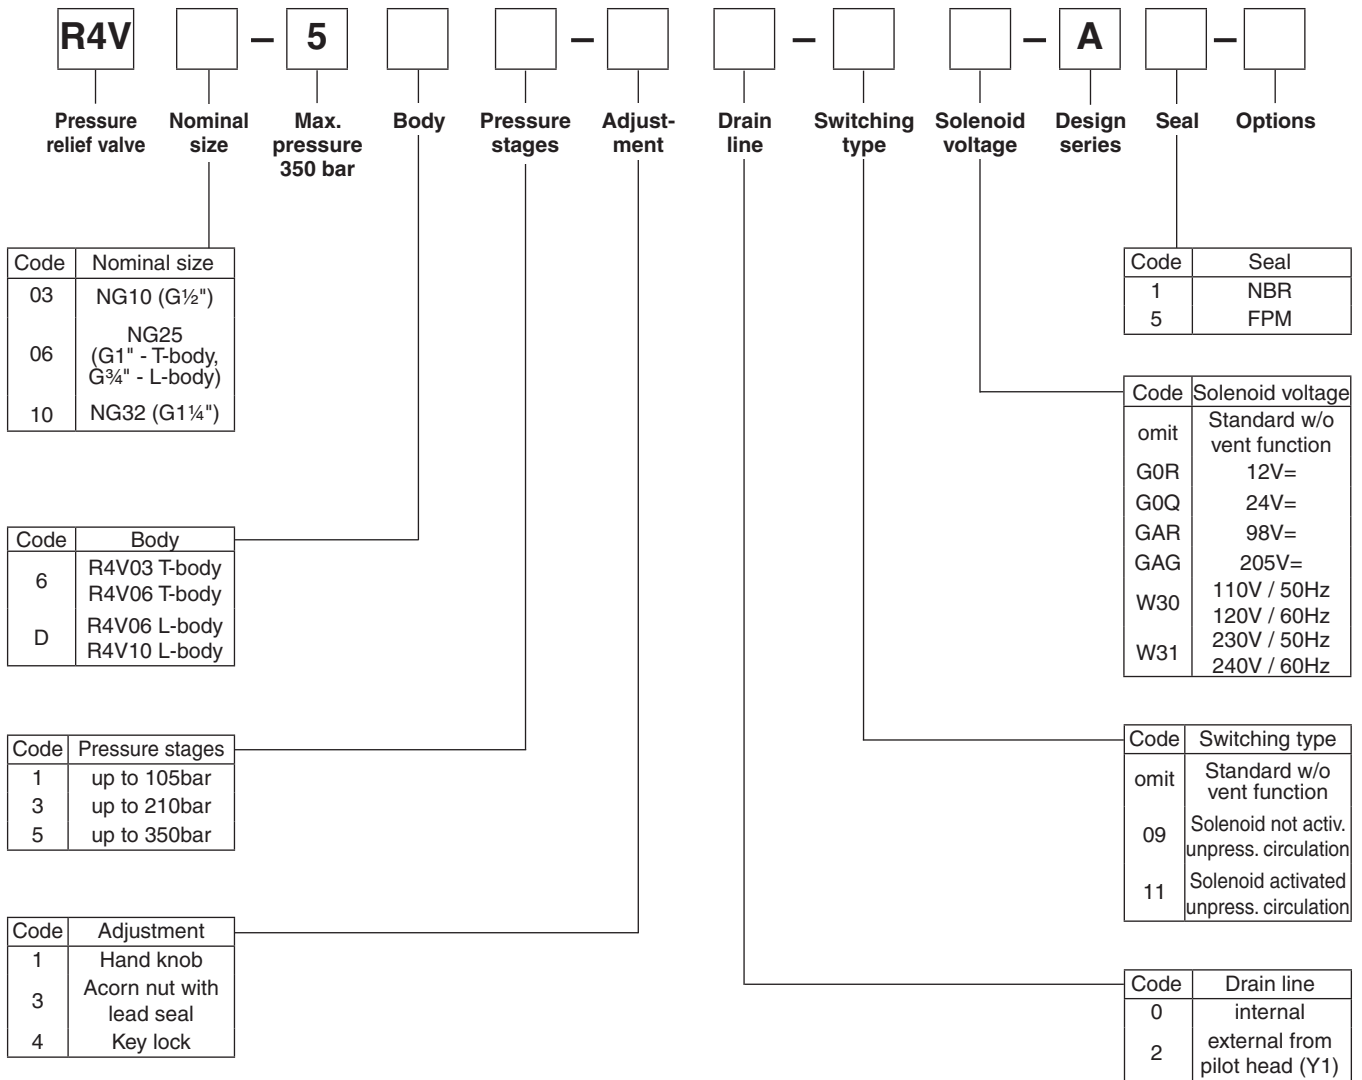 R4V – 5 – – – A –
Pressure relief valve
Nominal size
Max. pressure 350 bar
Body
Pressure stages
Adjust-
ment
Drain line
Switching type
Solenoid voltage
Design series
Seal
Options
Code Nominal size
03 NG10 (G½")
06 NG25
(G1" - T-body,
G¾" - L-body)
10 NG32 (G1¼")
Code Body
6 R4V03 T-body
R4V06 T-body
D R4V06 L-body
R4V10 L-body
Code Pressure stages
1 up to 105bar
3 up to 210bar
5 up to 350bar
Code Adjustment
1 Hand knob
3 Acorn nut with
lead seal
4 Key lock
Code Seal
1 NBR
5 FPM
Code Solenoid voltage
omit Standard w/o
vent function
G0R 12V=
G0Q 24V=
GAR 98V=
GAG 205V=
W30 110V / 50Hz
120V / 60Hz
W31 230V / 50Hz
240V / 60Hz
Code Switching type
omit Standard w/o
vent function
09 Solenoid not activ.
unpress. circulation
11 Solenoid activated
unpress. circulation
Code Drain line
0 internal
2 external from
pilot head (Y1)